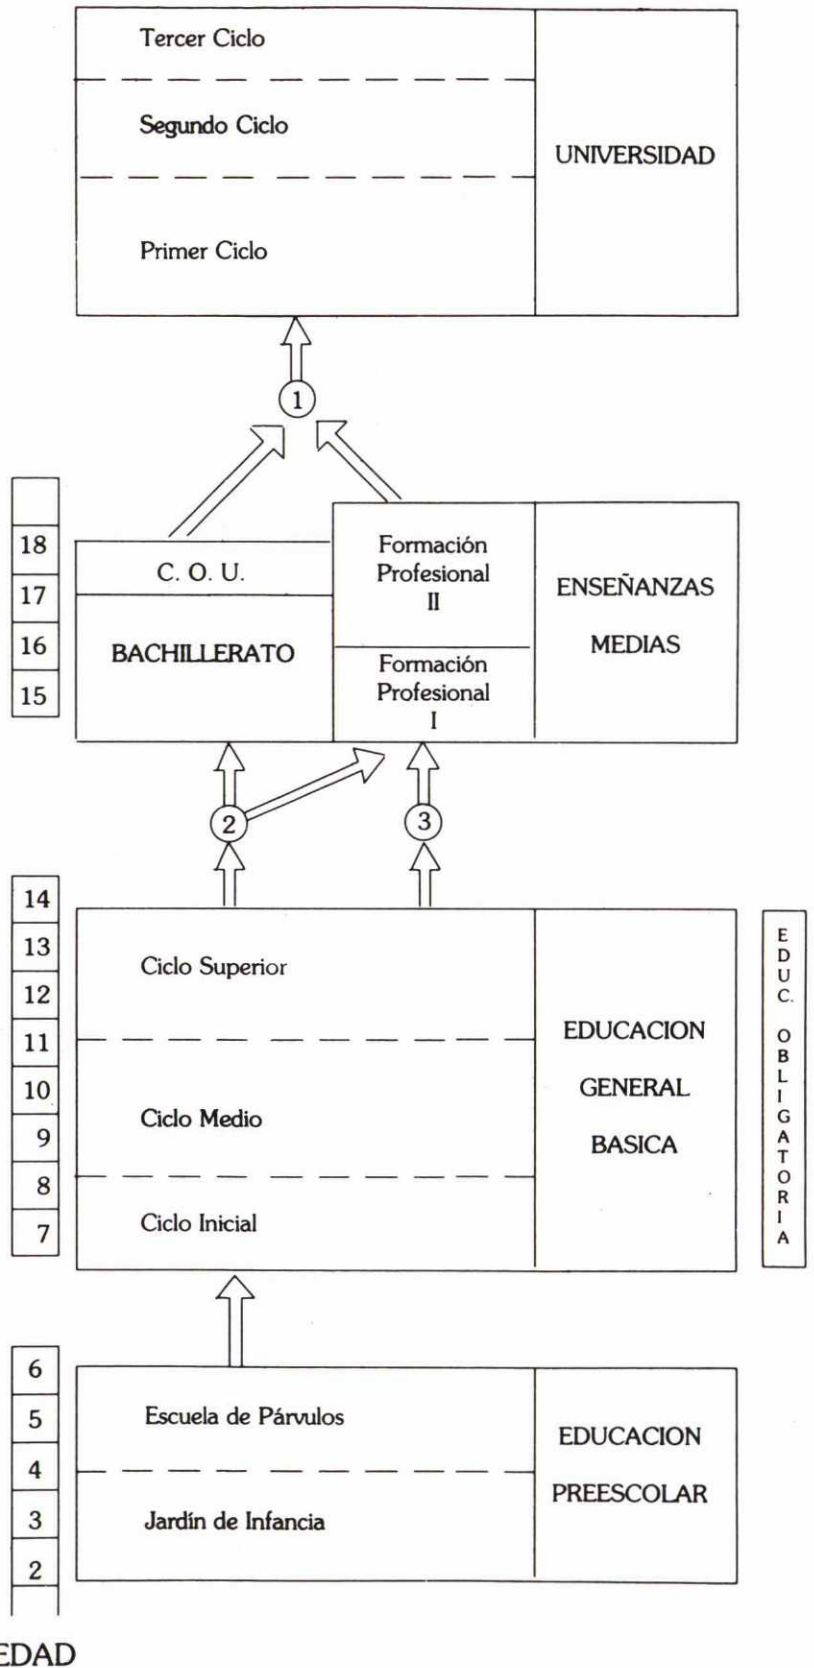 Tercer Ciclo
Segundo Ciclo
Primer Ciclo
UNIVERSIDAD
1
18
17
16
15
C. O. U.
BACHILLERATO
Formación
Profesional
II
Formación
Profesional
I
ENSEÑANZAS
MEDIAS
2
3
14
13
12
11
10
9
8
7
Ciclo Superior
Ciclo Medio
Ciclo Inicial
EDUCACION
GENERAL
BASICA
EDUC. OBLIGATORIA
6
5
4
3
2
Escuela de Párvulos
Jardín de Infancia
EDUCACION
PREESCOLAR
EDAD